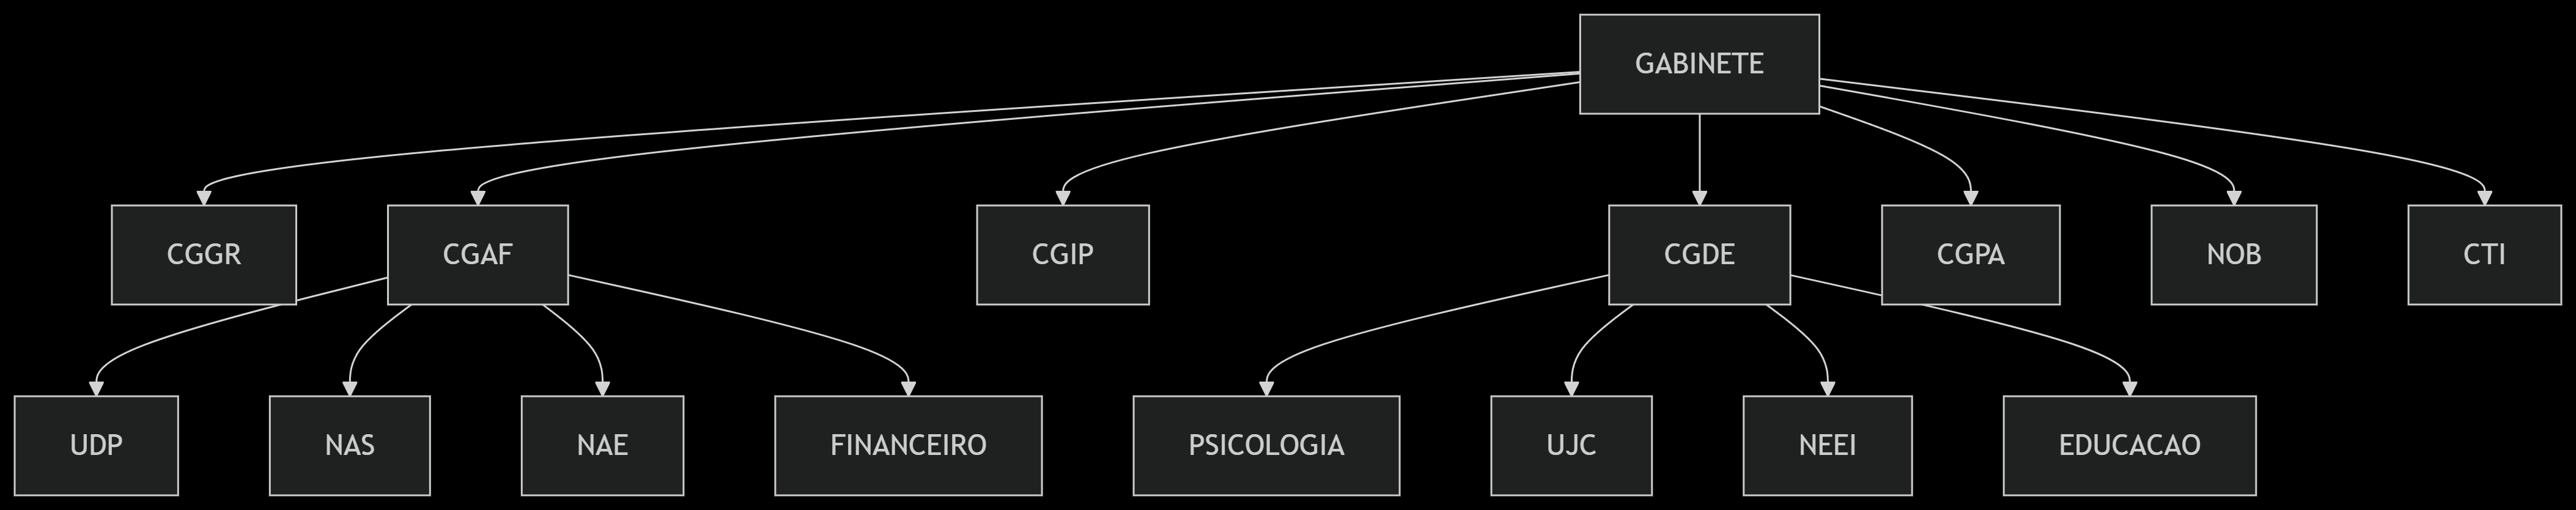 GABINETE
CGGR
CGAF
CGIP
CGDE
CGPA
NOB
CTI
UDP
NAS
NAE
FINANCEIRO
PSICOLOGIA
UJC
NEEI
EDUCACAO